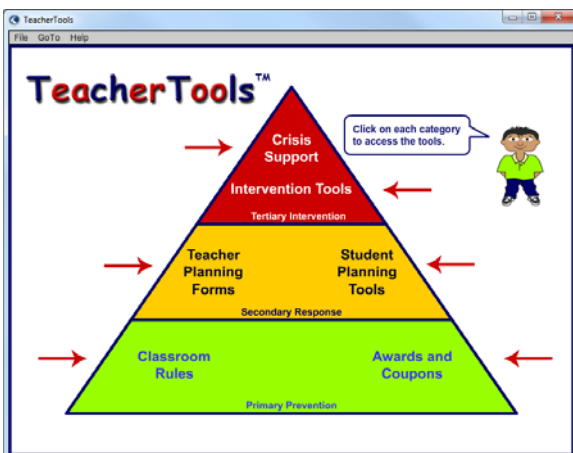 TeacherTools
File GoTo Help
TeacherTools™
Click on each category
to access the tools.
Crisis
Support
Intervention Tools
Tertiary Intervention
Teacher
Planning
Forms
Student
Planning
Tools
Secondary Response
Classroom
Rules
Awards and
Coupons
Primary Prevention